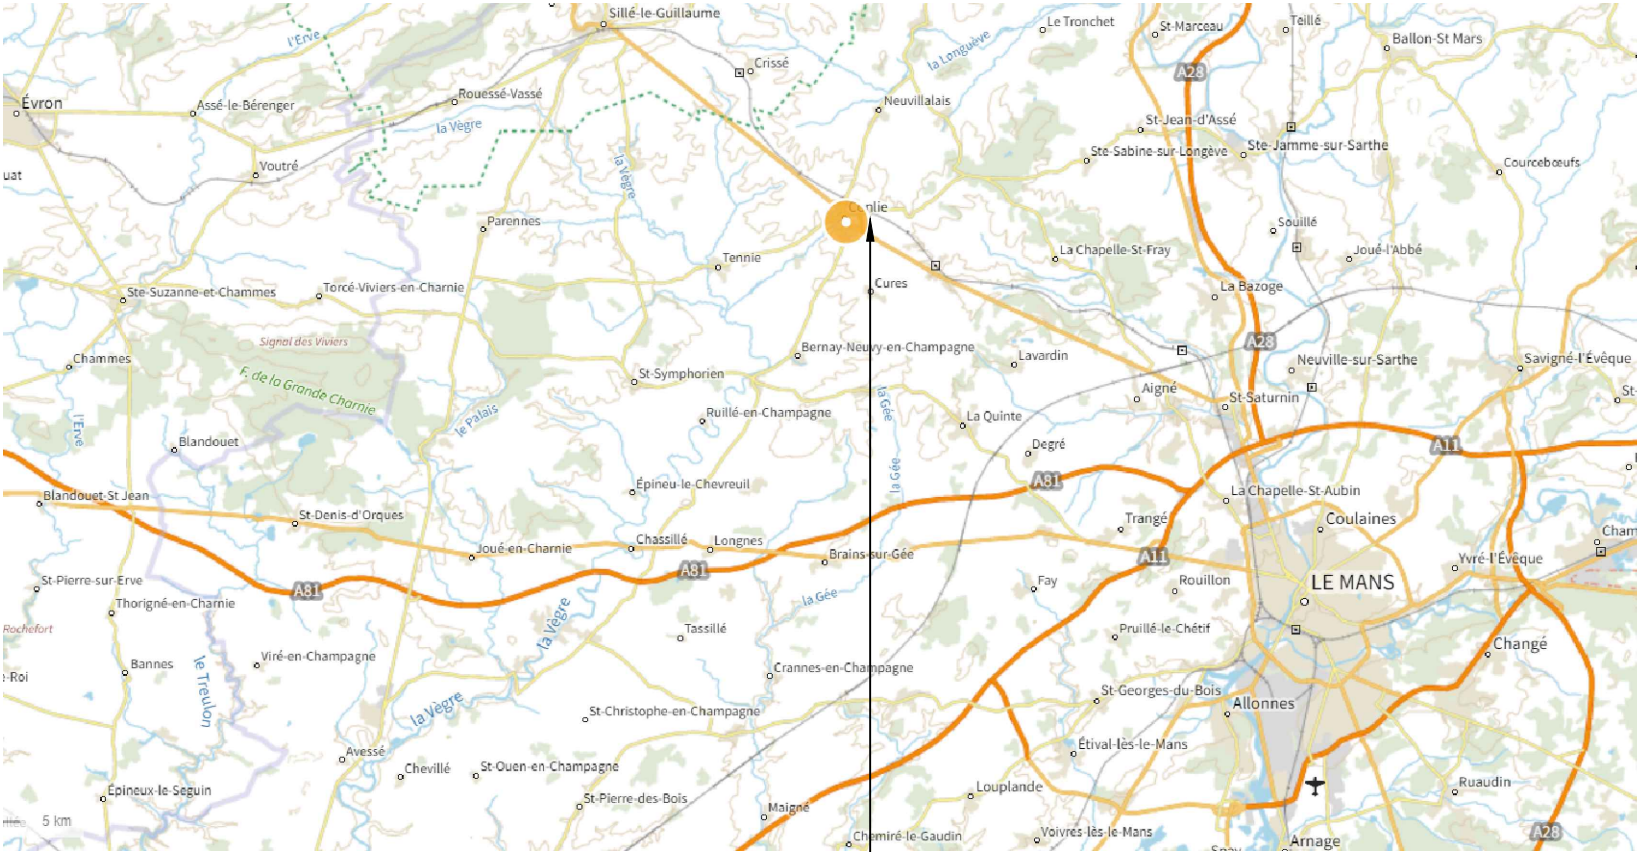 Sillé-le-Guillaume
Le Tronchet
St-Marceau
Teillé
Ballon-St Mars
l'Erve
la Longuève
Crissé
A28
Évron
Assé-le-Bérenger
Rouessé-Vassé
Neuvillalais
la Vègre
St-Jean-d'Assé
Ste-Sabine-sur-Longève
Ste-Jamme-sur-Sarthe
Courcebœufs
Voutré
uat
la Vègre
Parennes
Souillé
La Chapelle-St-Fray
Joué-l'Abbé
Tennie
Cures
La Bazoge
Ste-Suzanne-et-Chammes
Torcé-Viviers-en-Charnie
Signal des Viviers
A28
Bernay-Neuvy-en-Champagne
Lavardin
Neuville-sur-Sarthe
Savigné-l'Évêque
Chammes
F. de la Grande Charnie
St-Symphorien
Aigné
St-Saturnin
St-
l'Erve
le Palais
Ruillé-en-Champagne
la Gée
La Quinte
Blandouet
Degré
A11
la Gée
A81
Épineu-le-Chevreuil
La Chapelle-St-Aubin
Blandouet-St Jean
St-Denis-d'Orques
Trangé
Coulaines
Cham
Joué-en-Charnie
Chassillé
Longnes
Brains-sur-Gée
A11
Yvré-l'Évêque
A81
A81
St-Pierre-sur-Erve
Fay
Rouillon
LE MANS
Thorigné-en-Charnie
la Gée
Rochefort
la Vègre
Tassillé
Pruillé-le-Chétif
Changé
Viré-en-Champagne
Bannes
le Treulon
Crannes-en-Champagne
e-Roi
St-Georges-du-Bois
Allonnes
la Vègre
St-Christophe-en-Champagne
Avessé
Étival-lès-le-Mans
Chevillé
St-Ouen-en-Champagne
Louplande
Ruaudin
Épineux-le-Seguin
St-Pierre-des-Bois
Maigné
5 km
Chemiré-le-Gaudin
Voivres-lès-le-Mans
Arnage
A28